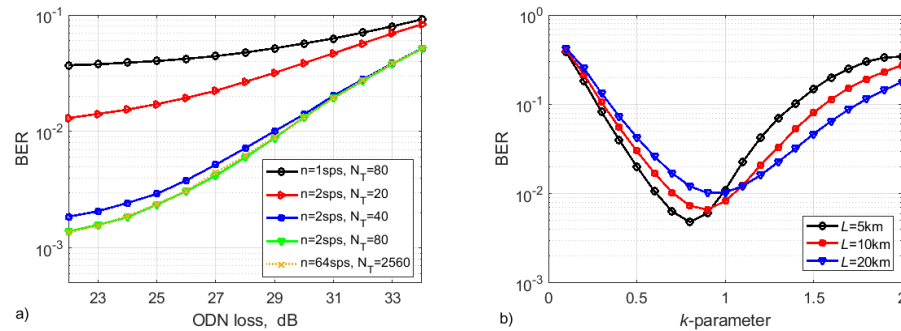 10^-1
10^-2
10^-3
BER
23
25
27
29
31
33
ODN loss, dB
a)
n=1sps, N_T=80
n=2sps, N_T=20
n=2sps, N_T=40
n=2sps, N_T=80
n=64sps, N_T=2560
10^0
10^-1
10^-2
10^-3
BER
0
0.5
1.0
1.5
2
k-parameter
b)
L=5km
L=10km
L=20km